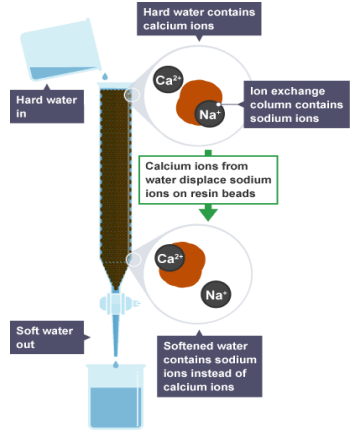 Hard water contains
calcium ions
Ca²⁺
Na⁺
Hard water
in
Ion exchange
column contains
sodium ions
Calcium ions from
water displace sodium
ions on resin beads
Ca²⁺
Na⁺
Soft water
out
Softened water
contains sodium
ions instead of
calcium ions